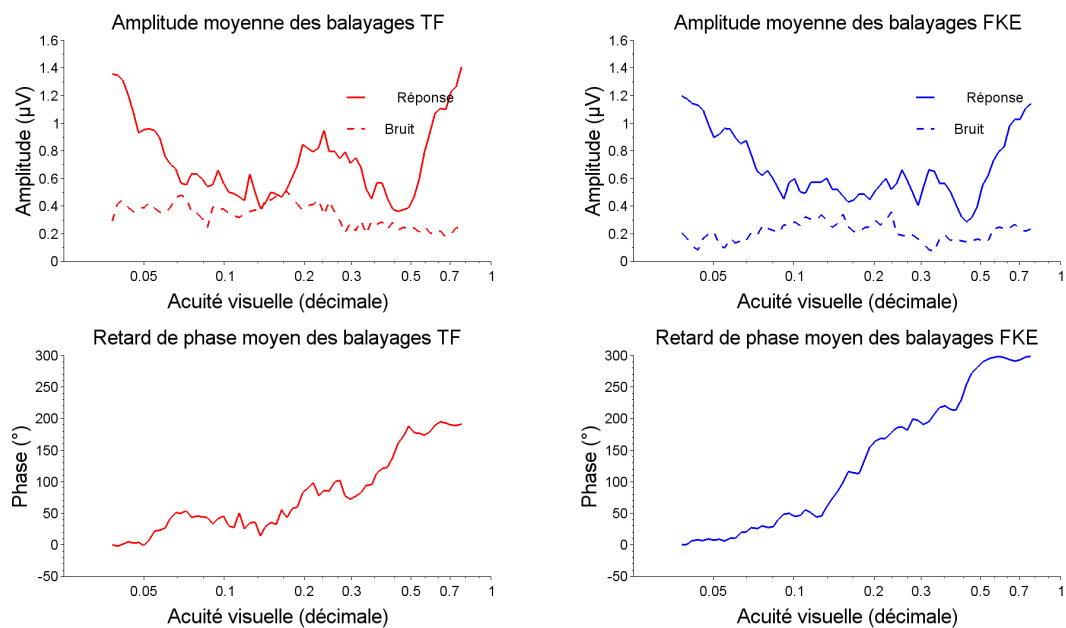 Amplitude moyenne des balayages TF
1.6
1.4
1.2
1
0.8
0.6
0.4
0.2
0
Amplitude (µV)
Réponse
Bruit
0.05 0.1 0.2 0.3 0.5 0.7 1
Acuité visuelle (décimale)
Amplitude moyenne des balayages FKE
1.6
1.4
1.2
1
0.8
0.6
0.4
0.2
0
Amplitude (µV)
Réponse
Bruit
0.05 0.1 0.2 0.3 0.5 0.7 1
Acuité visuelle (décimale)
Retard de phase moyen des balayages TF
300
250
200
150
100
50
0
-50
Phase (°)
0.05 0.1 0.2 0.3 0.5 0.7 1
Acuité visuelle (décimale)
Retard de phase moyen des balayages FKE
300
250
200
150
100
50
0
-50
Phase (°)
0.05 0.1 0.2 0.3 0.5 0.7 1
Acuité visuelle (décimale)